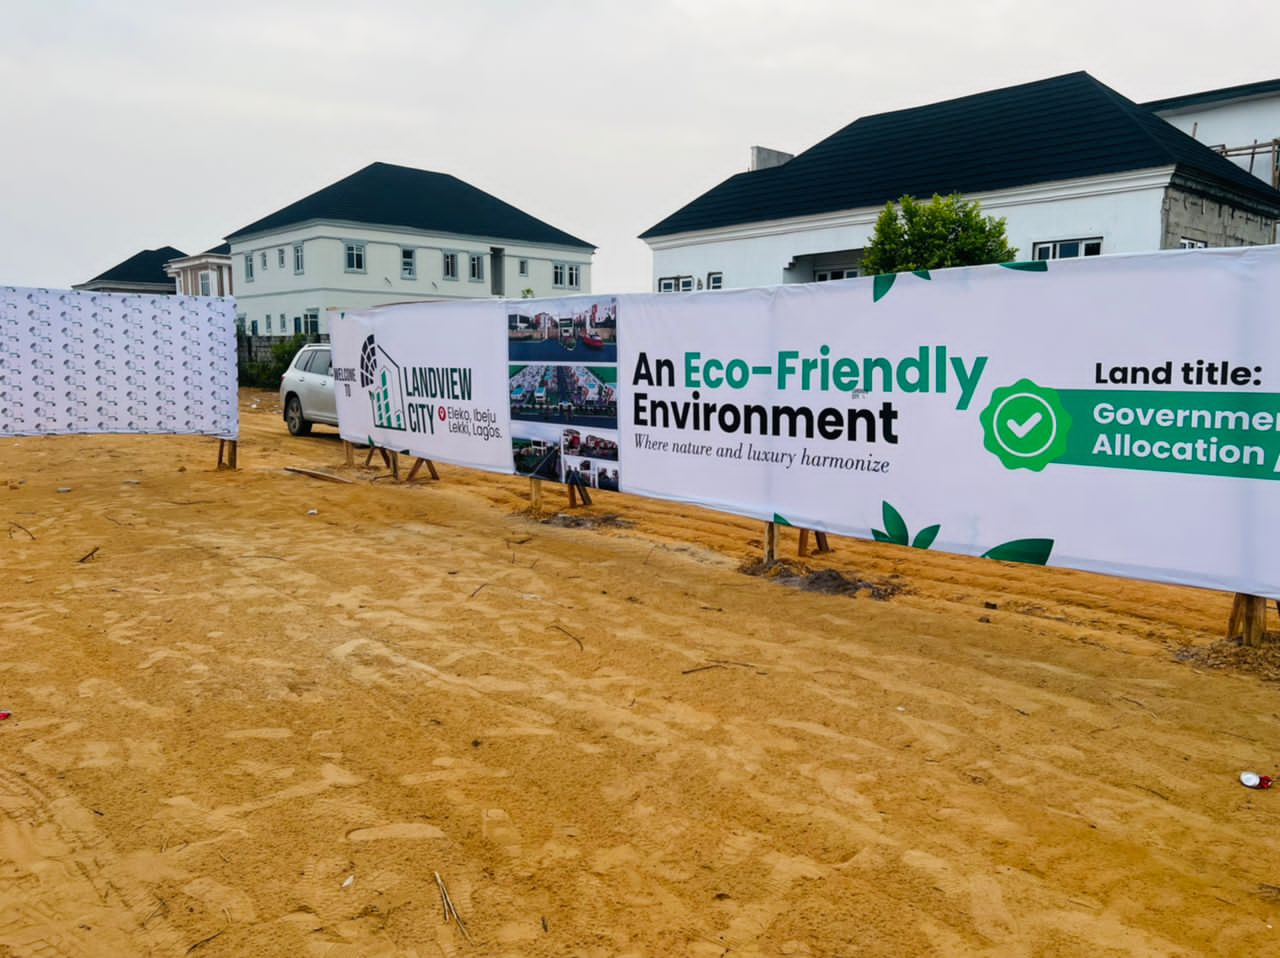 WELCOME
TO
LANDVIEW
CITY
Eleko, Ibeju
Lekki, Lagos.
An Eco-Friendly
Environment
Where nature and luxury harmonize
Land title:
Governme
Allocation